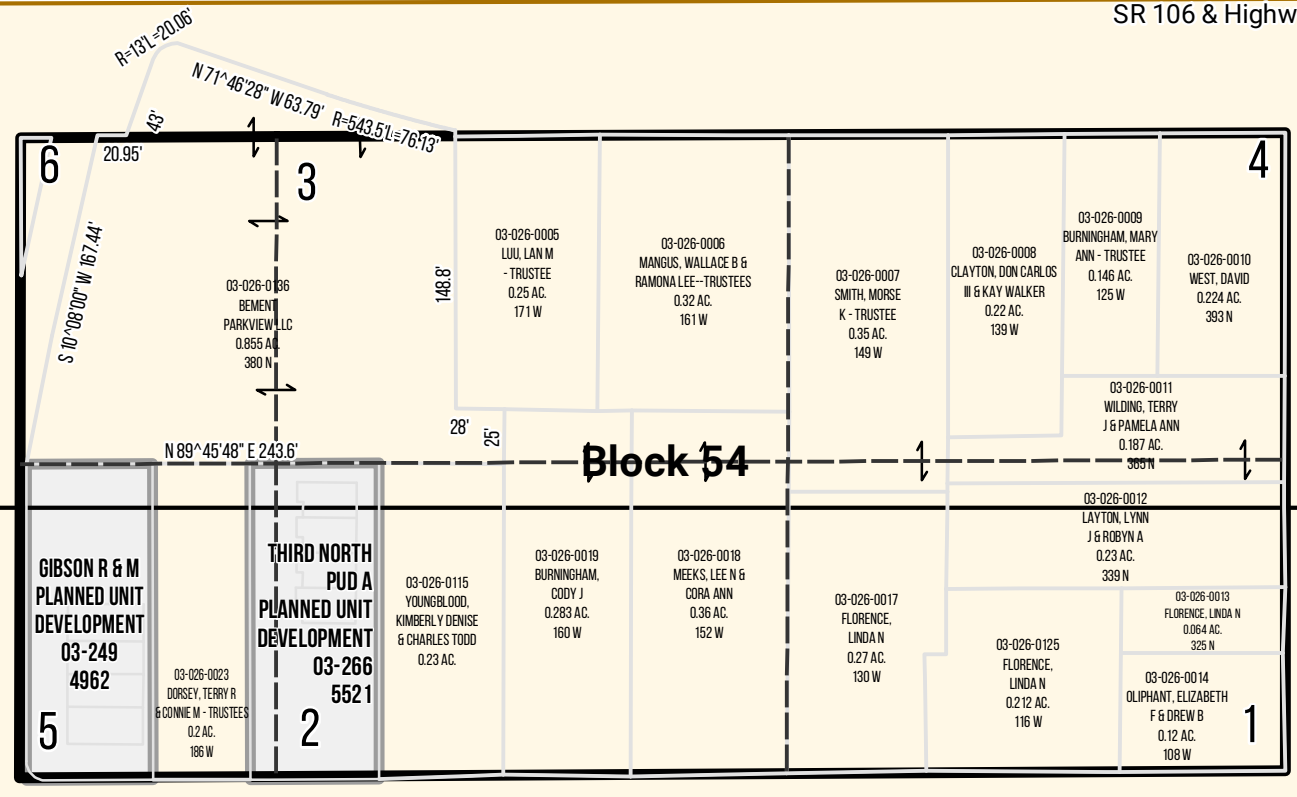 SR 106 & Highw
R=13'L=20.06'
N 71^46'28" W 63.79'
R=543.5'L=76.13'
43'
20.95'
6
3
4
S 10^08'00" W 167.44'
148.8'
03-026-0136
BEMENT
PARKVIEW LLC
0.855 AC.
380 N
03-026-0005
LUU, LAN M
- TRUSTEE
0.25 AC.
171 W
03-026-0006
MANGUS, WALLACE B &
RAMONA LEE--TRUSTEES
0.32 AC.
161 W
03-026-0007
SMITH, MORSE
K - TRUSTEE
0.35 AC.
149 W
03-026-0008
CLAYTON, DON CARLOS
III & KAY WALKER
0.22 AC.
139 W
03-026-0009
BURNINGHAM, MARY
ANN - TRUSTEE
0.146 AC.
125 W
03-026-0010
WEST, DAVID
0.224 AC.
393 N
03-026-0011
WILDING, TERRY
J & PAMELA ANN
0.187 AC.
365 N
28'
25'
N 89^45'48" E 243.6'
Block 54
GIBSON R & M
PLANNED UNIT
DEVELOPMENT
03-249
4962
03-026-0023
DORSEY, TERRY R
& CONNIE M - TRUSTEES
0.2 AC.
186 W
THIRD NORTH
PUD A
PLANNED UNIT
DEVELOPMENT
03-266
5521
03-026-0115
YOUNGBLOOD,
KIMBERLY DENISE
& CHARLES TODD
0.23 AC.
03-026-0019
BURNINGHAM,
CODY J
0.283 AC.
160 W
03-026-0018
MEEKS, LEE N &
CORA ANN
0.36 AC.
152 W
03-026-0017
FLORENCE,
LINDA N
0.27 AC.
130 W
03-026-0012
LAYTON, LYNN
J & ROBYN A
0.23 AC.
339 N
03-026-0013
FLORENCE, LINDA N
0.064 AC.
325 N
03-026-0125
FLORENCE,
LINDA N
0.212 AC.
116 W
03-026-0014
OLIPHANT, ELIZABETH
F & DREW B
0.12 AC.
108 W
5
2
1